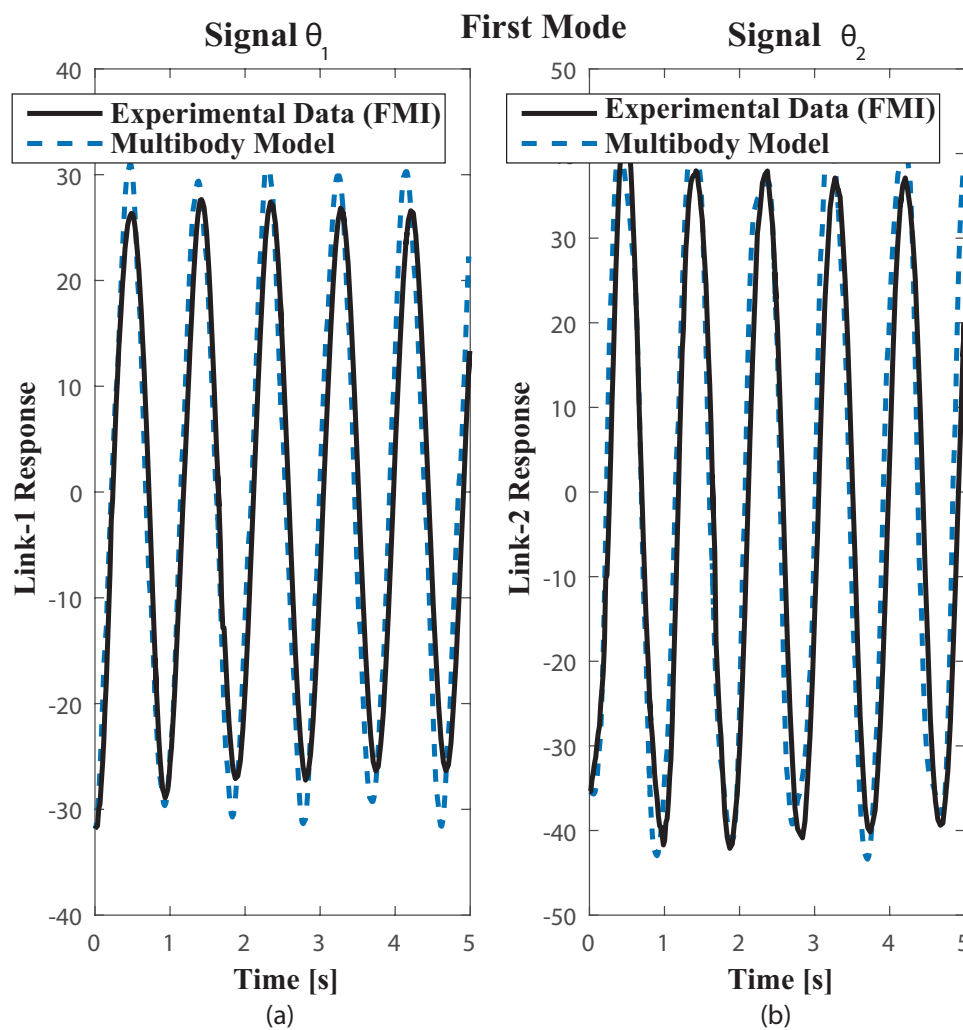 First Mode
Signal θ1
Signal θ2
Experimental Data (FMI)
Multibody Model
40
30
20
10
0
-10
-20
-30
-40
Link-1 Response
0 1 2 3 4 5
Time [s]
(a)
Experimental Data (FMI)
Multibody Model
50
30
20
10
0
-10
-20
-30
-40
-50
Link-2 Response
0 1 2 3 4 5
Time [s]
(b)